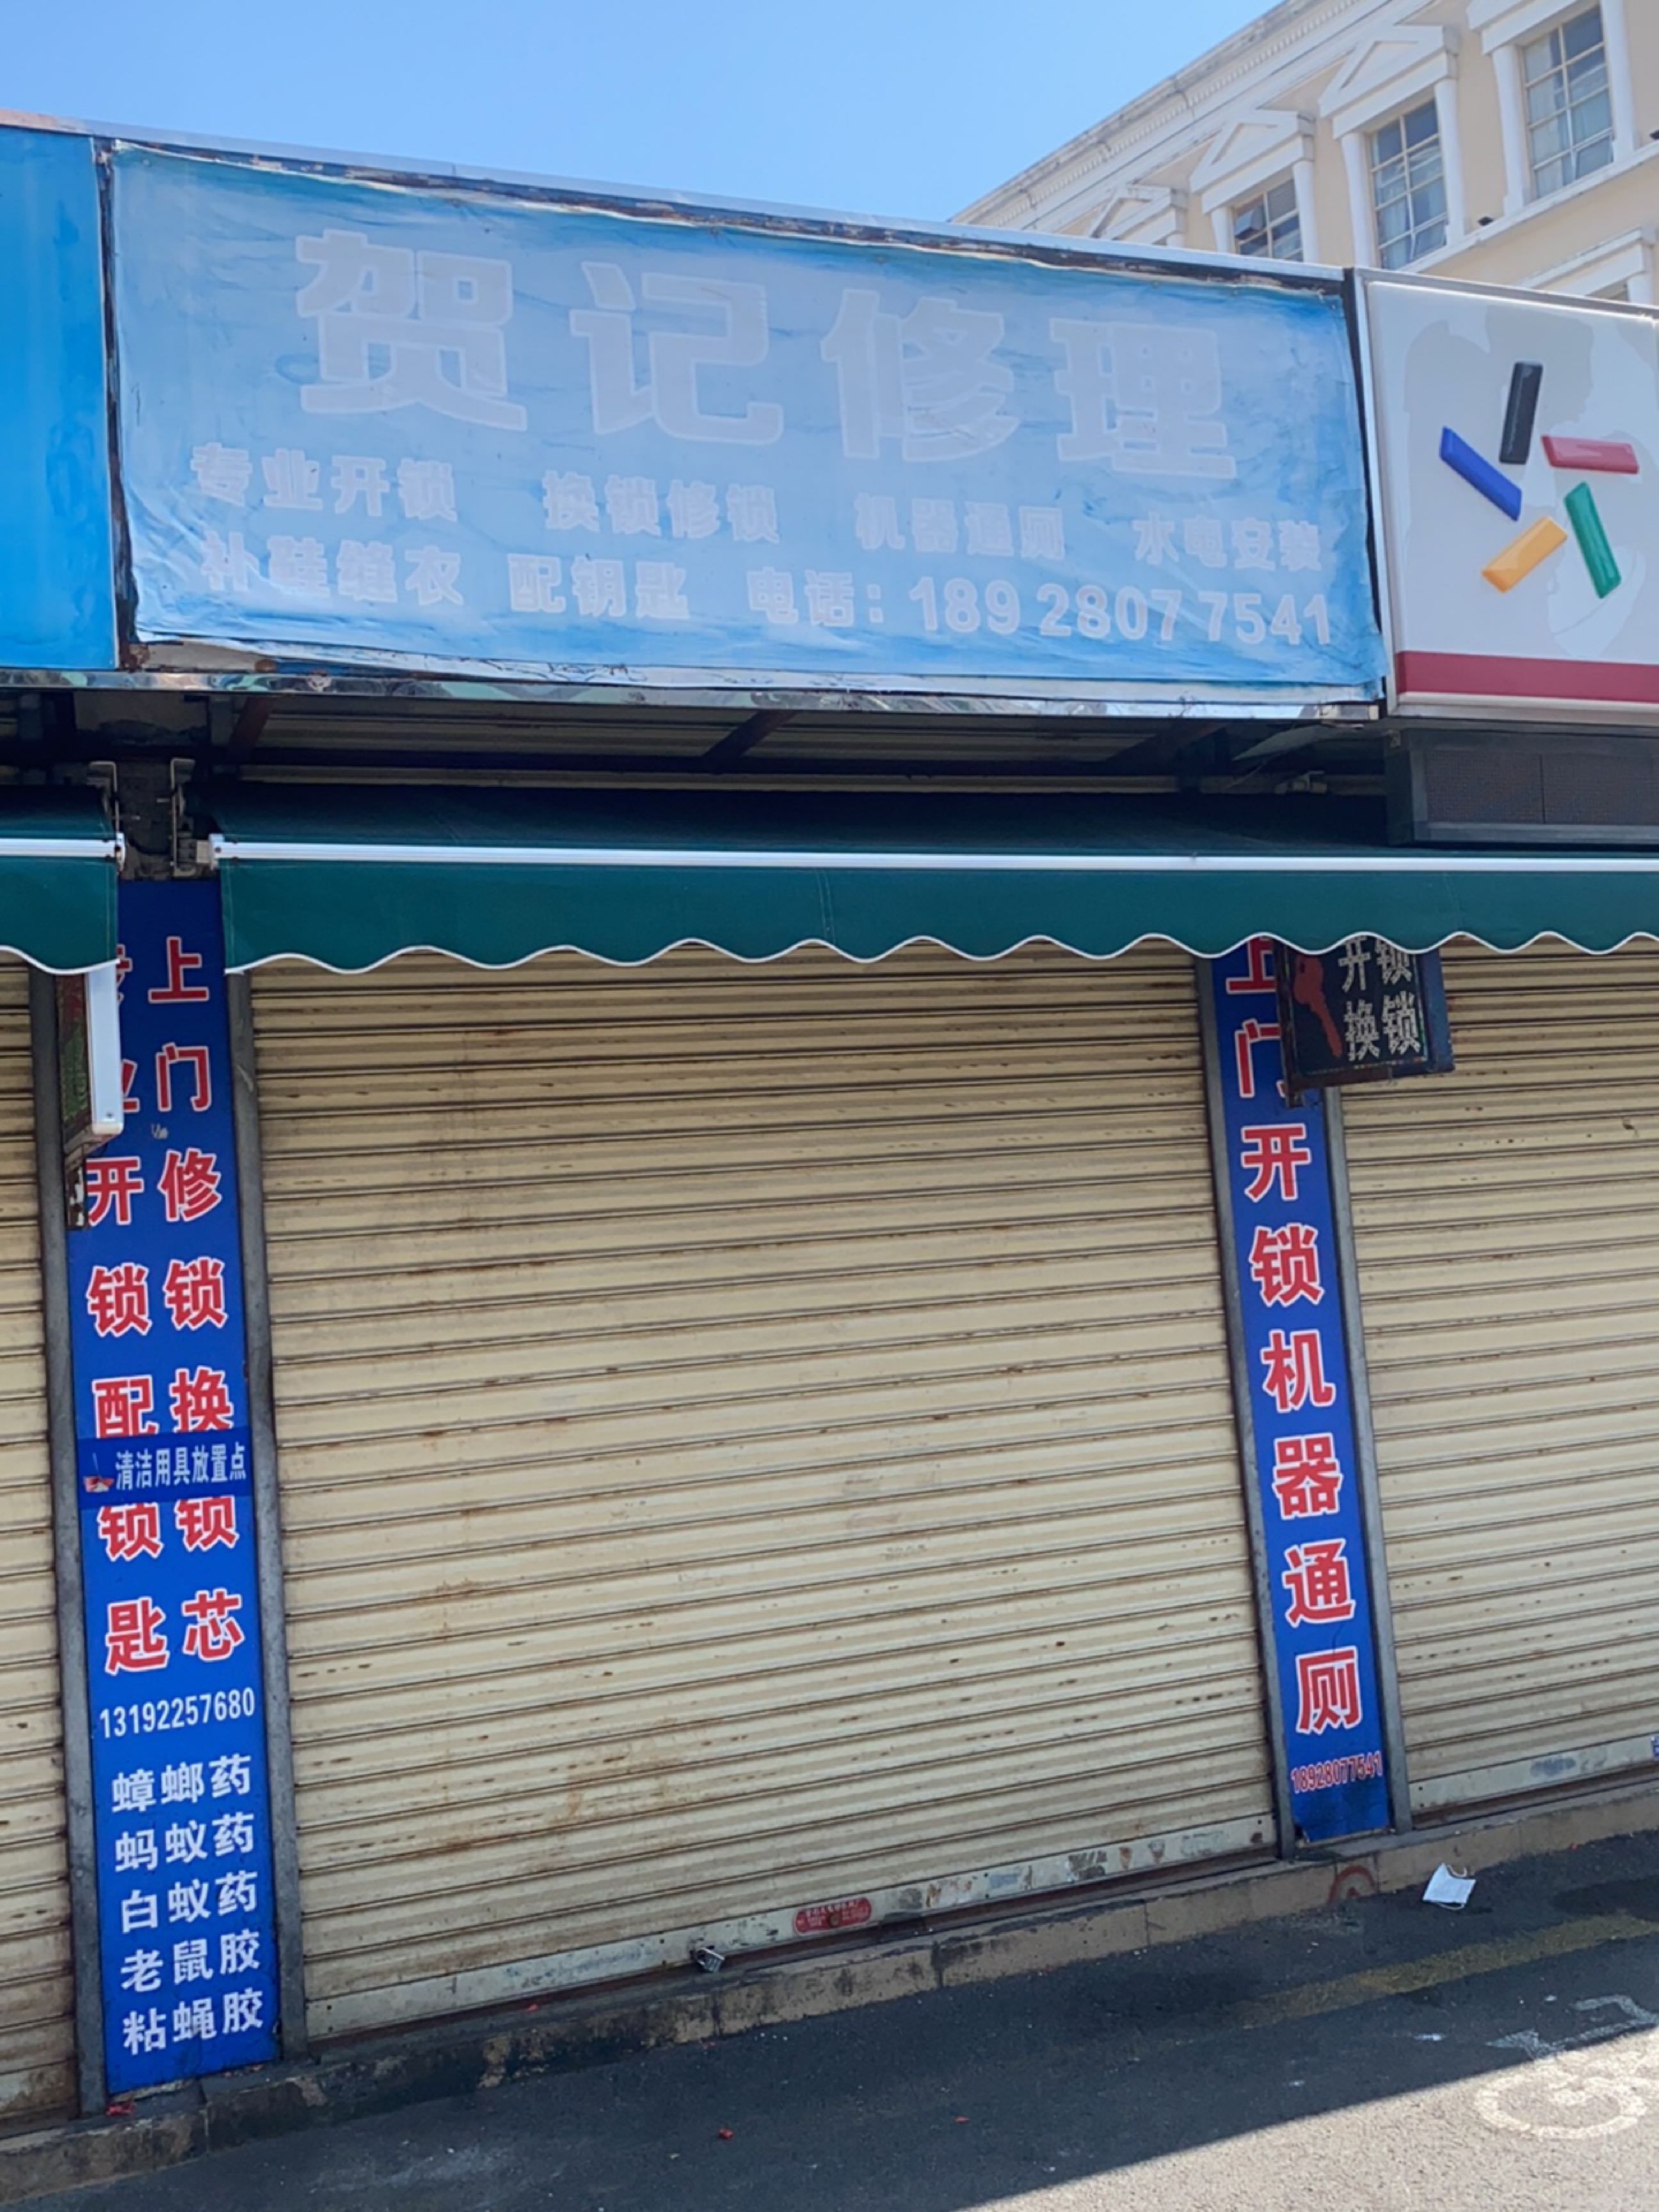 贺记修理
专业开锁 换锁修锁 机器通厕 水电安装
补鞋缝衣 配钥匙 电话：189 2807 7541
上门修锁换锁芯
专业开锁配锁匙
清洁用具放置点
13192257680
蟑螂药
蚂蚁药
白蚁药
老鼠胶
粘蝇胶
开锁
换锁
上门开锁机器通厕
18928077541